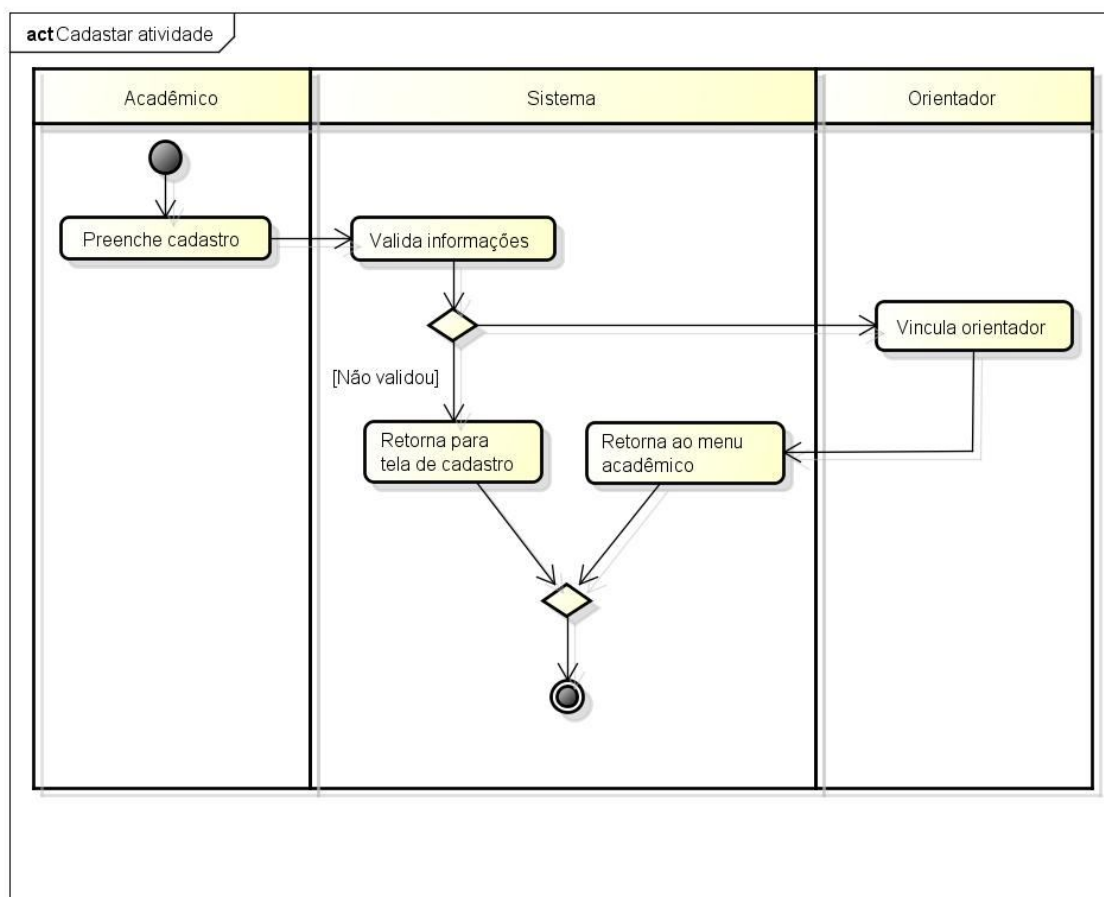 act Cadastar atividade
Acadêmico
Sistema
Orientador
Preenche cadastro
Valida informações
Vincula orientador
[Não validou]
Retorna para
tela de cadastro
Retorna ao menu
acadêmico